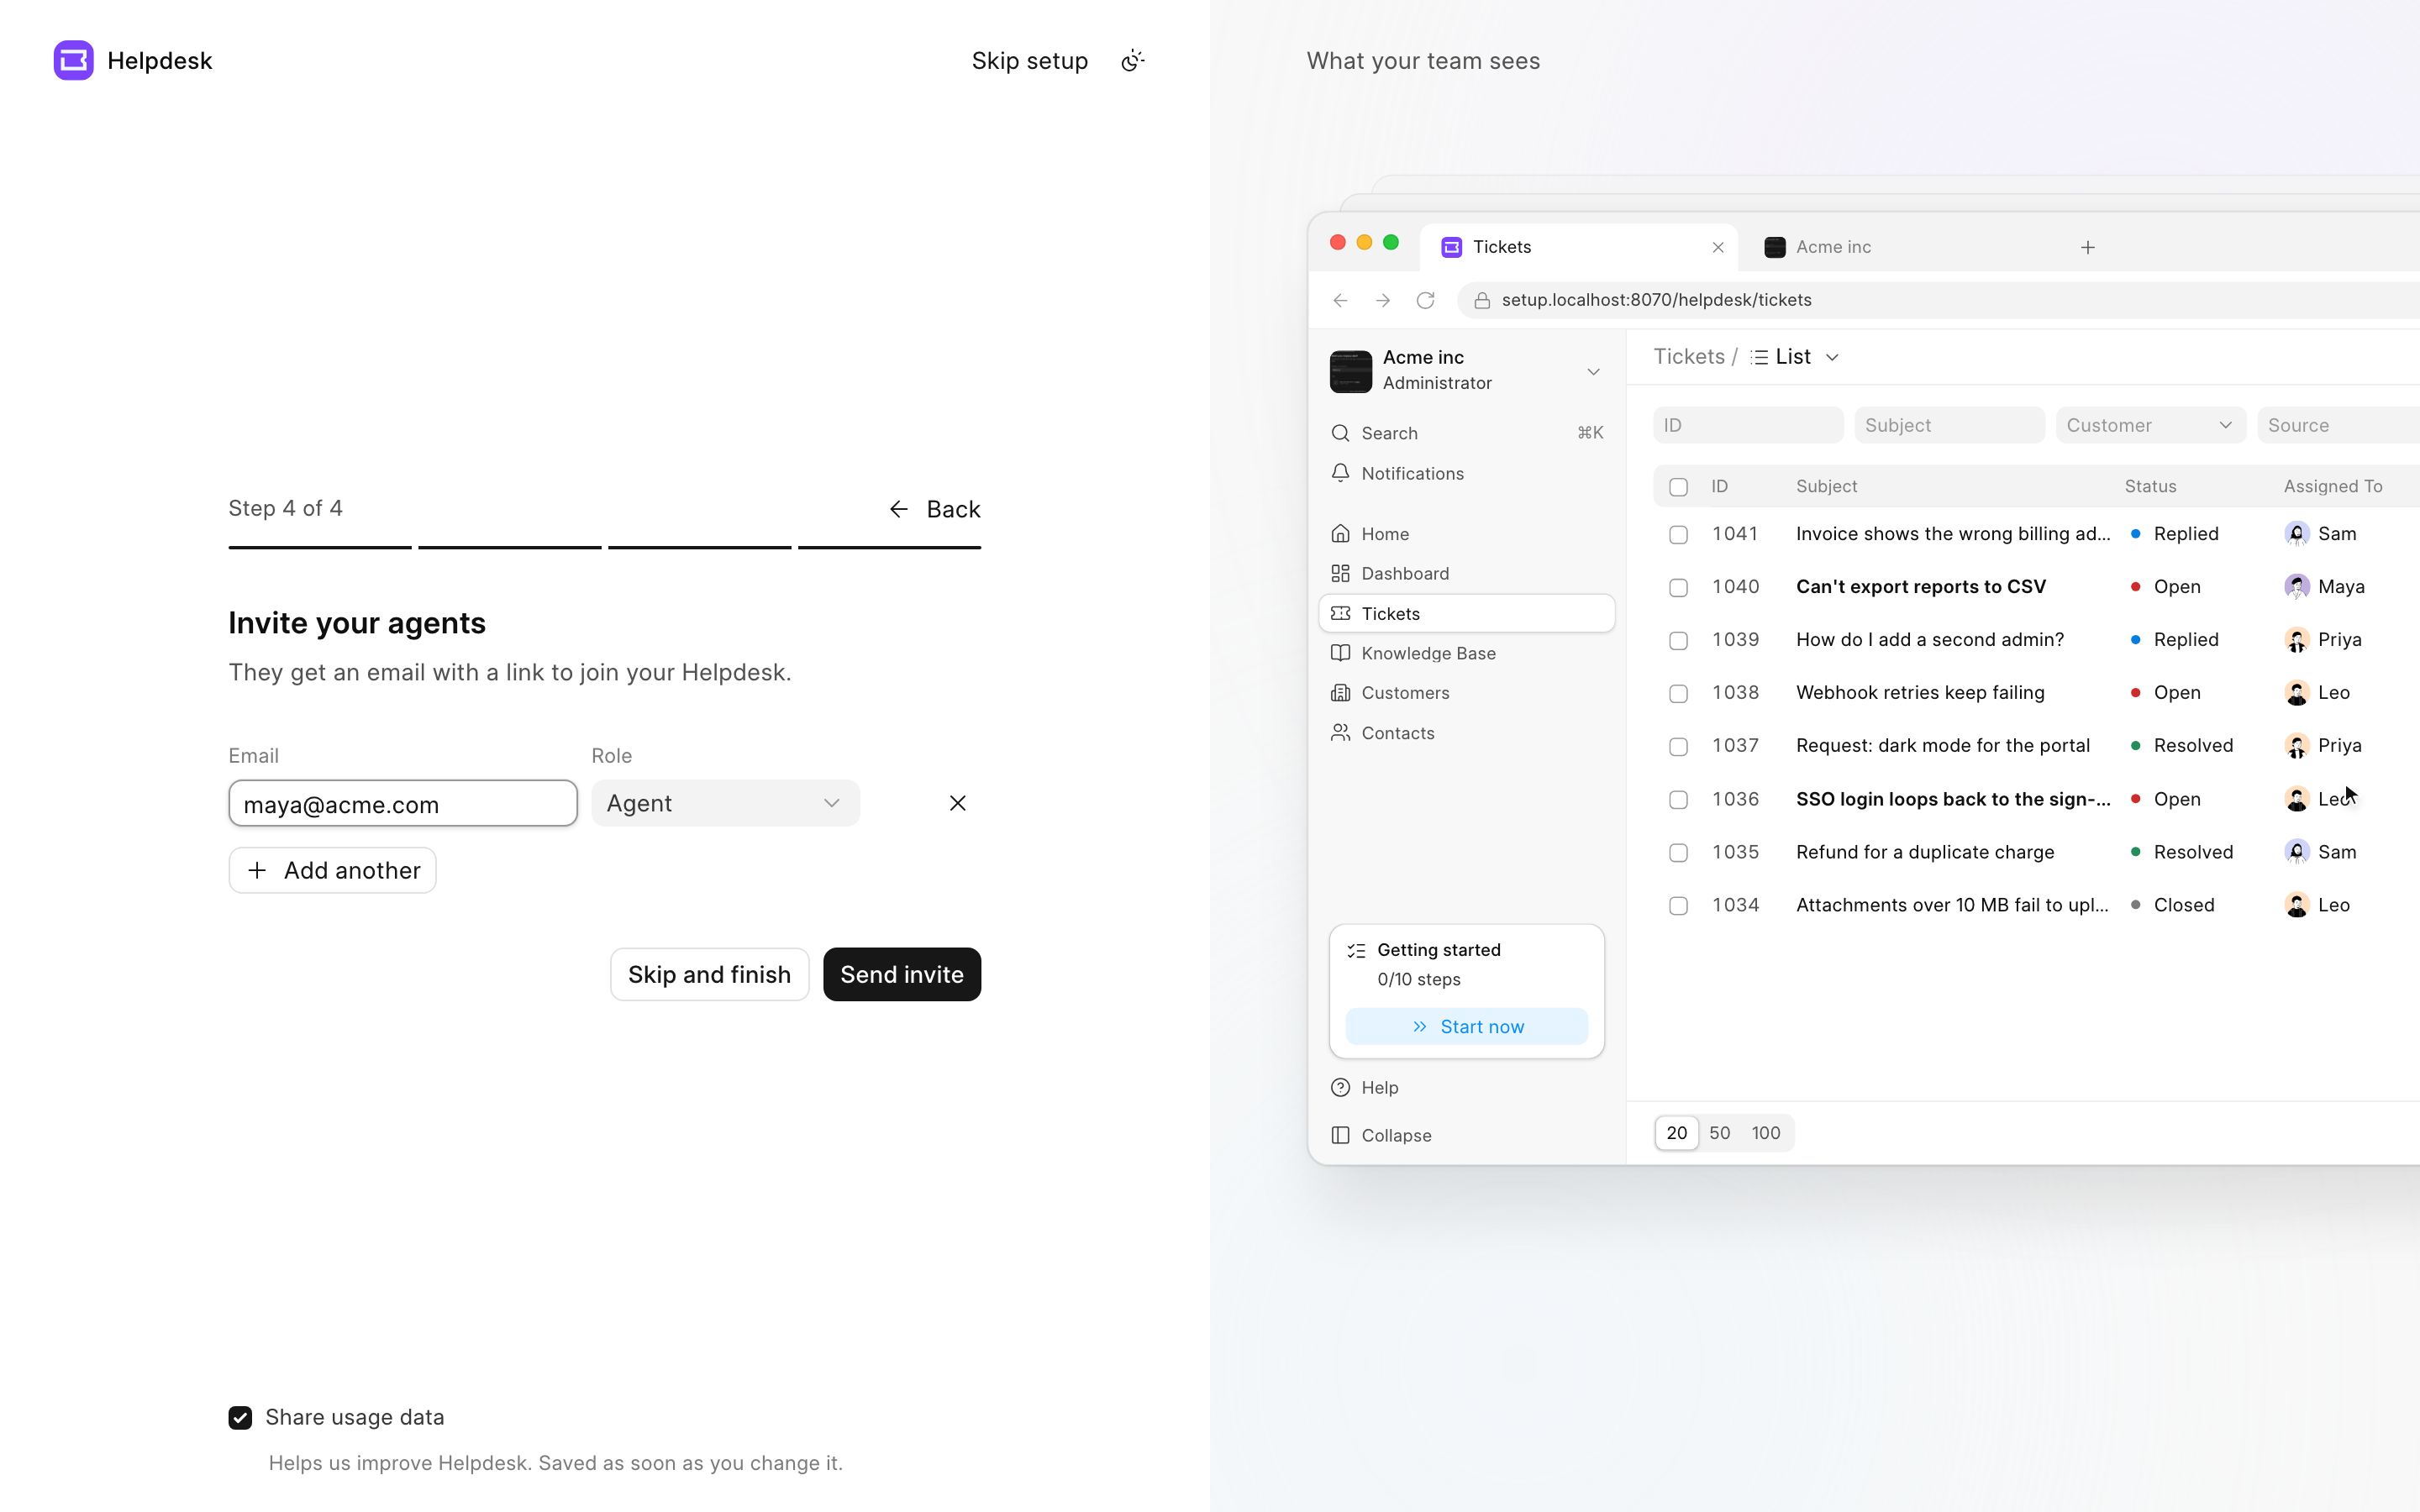 Helpdesk
Skip setup
Step 4 of 4
Back
Invite your agents
They get an email with a link to join your Helpdesk.
Email
Role
maya@acme.com
Agent
Add another
Skip and finish
Send invite
Share usage data
Helps us improve Helpdesk. Saved as soon as you change it.
What your team sees
Tickets
Acme inc
setup.localhost:8070/helpdesk/tickets
Acme inc
Administrator
Search ⌘K
Notifications
Home
Dashboard
Tickets
Knowledge Base
Customers
Contacts
Getting started
0/10 steps
Start now
Help
Collapse
Tickets / List
ID Subject Customer Source
ID Subject Status Assigned To
1041 Invoice shows the wrong billing ad... Replied Sam
1040 Can't export reports to CSV Open Maya
1039 How do I add a second admin? Replied Priya
1038 Webhook retries keep failing Open Leo
1037 Request: dark mode for the portal Resolved Priya
1036 SSO login loops back to the sign-... Open Leo
1035 Refund for a duplicate charge Resolved Sam
1034 Attachments over 10 MB fail to upl... Closed Leo
20 50 100